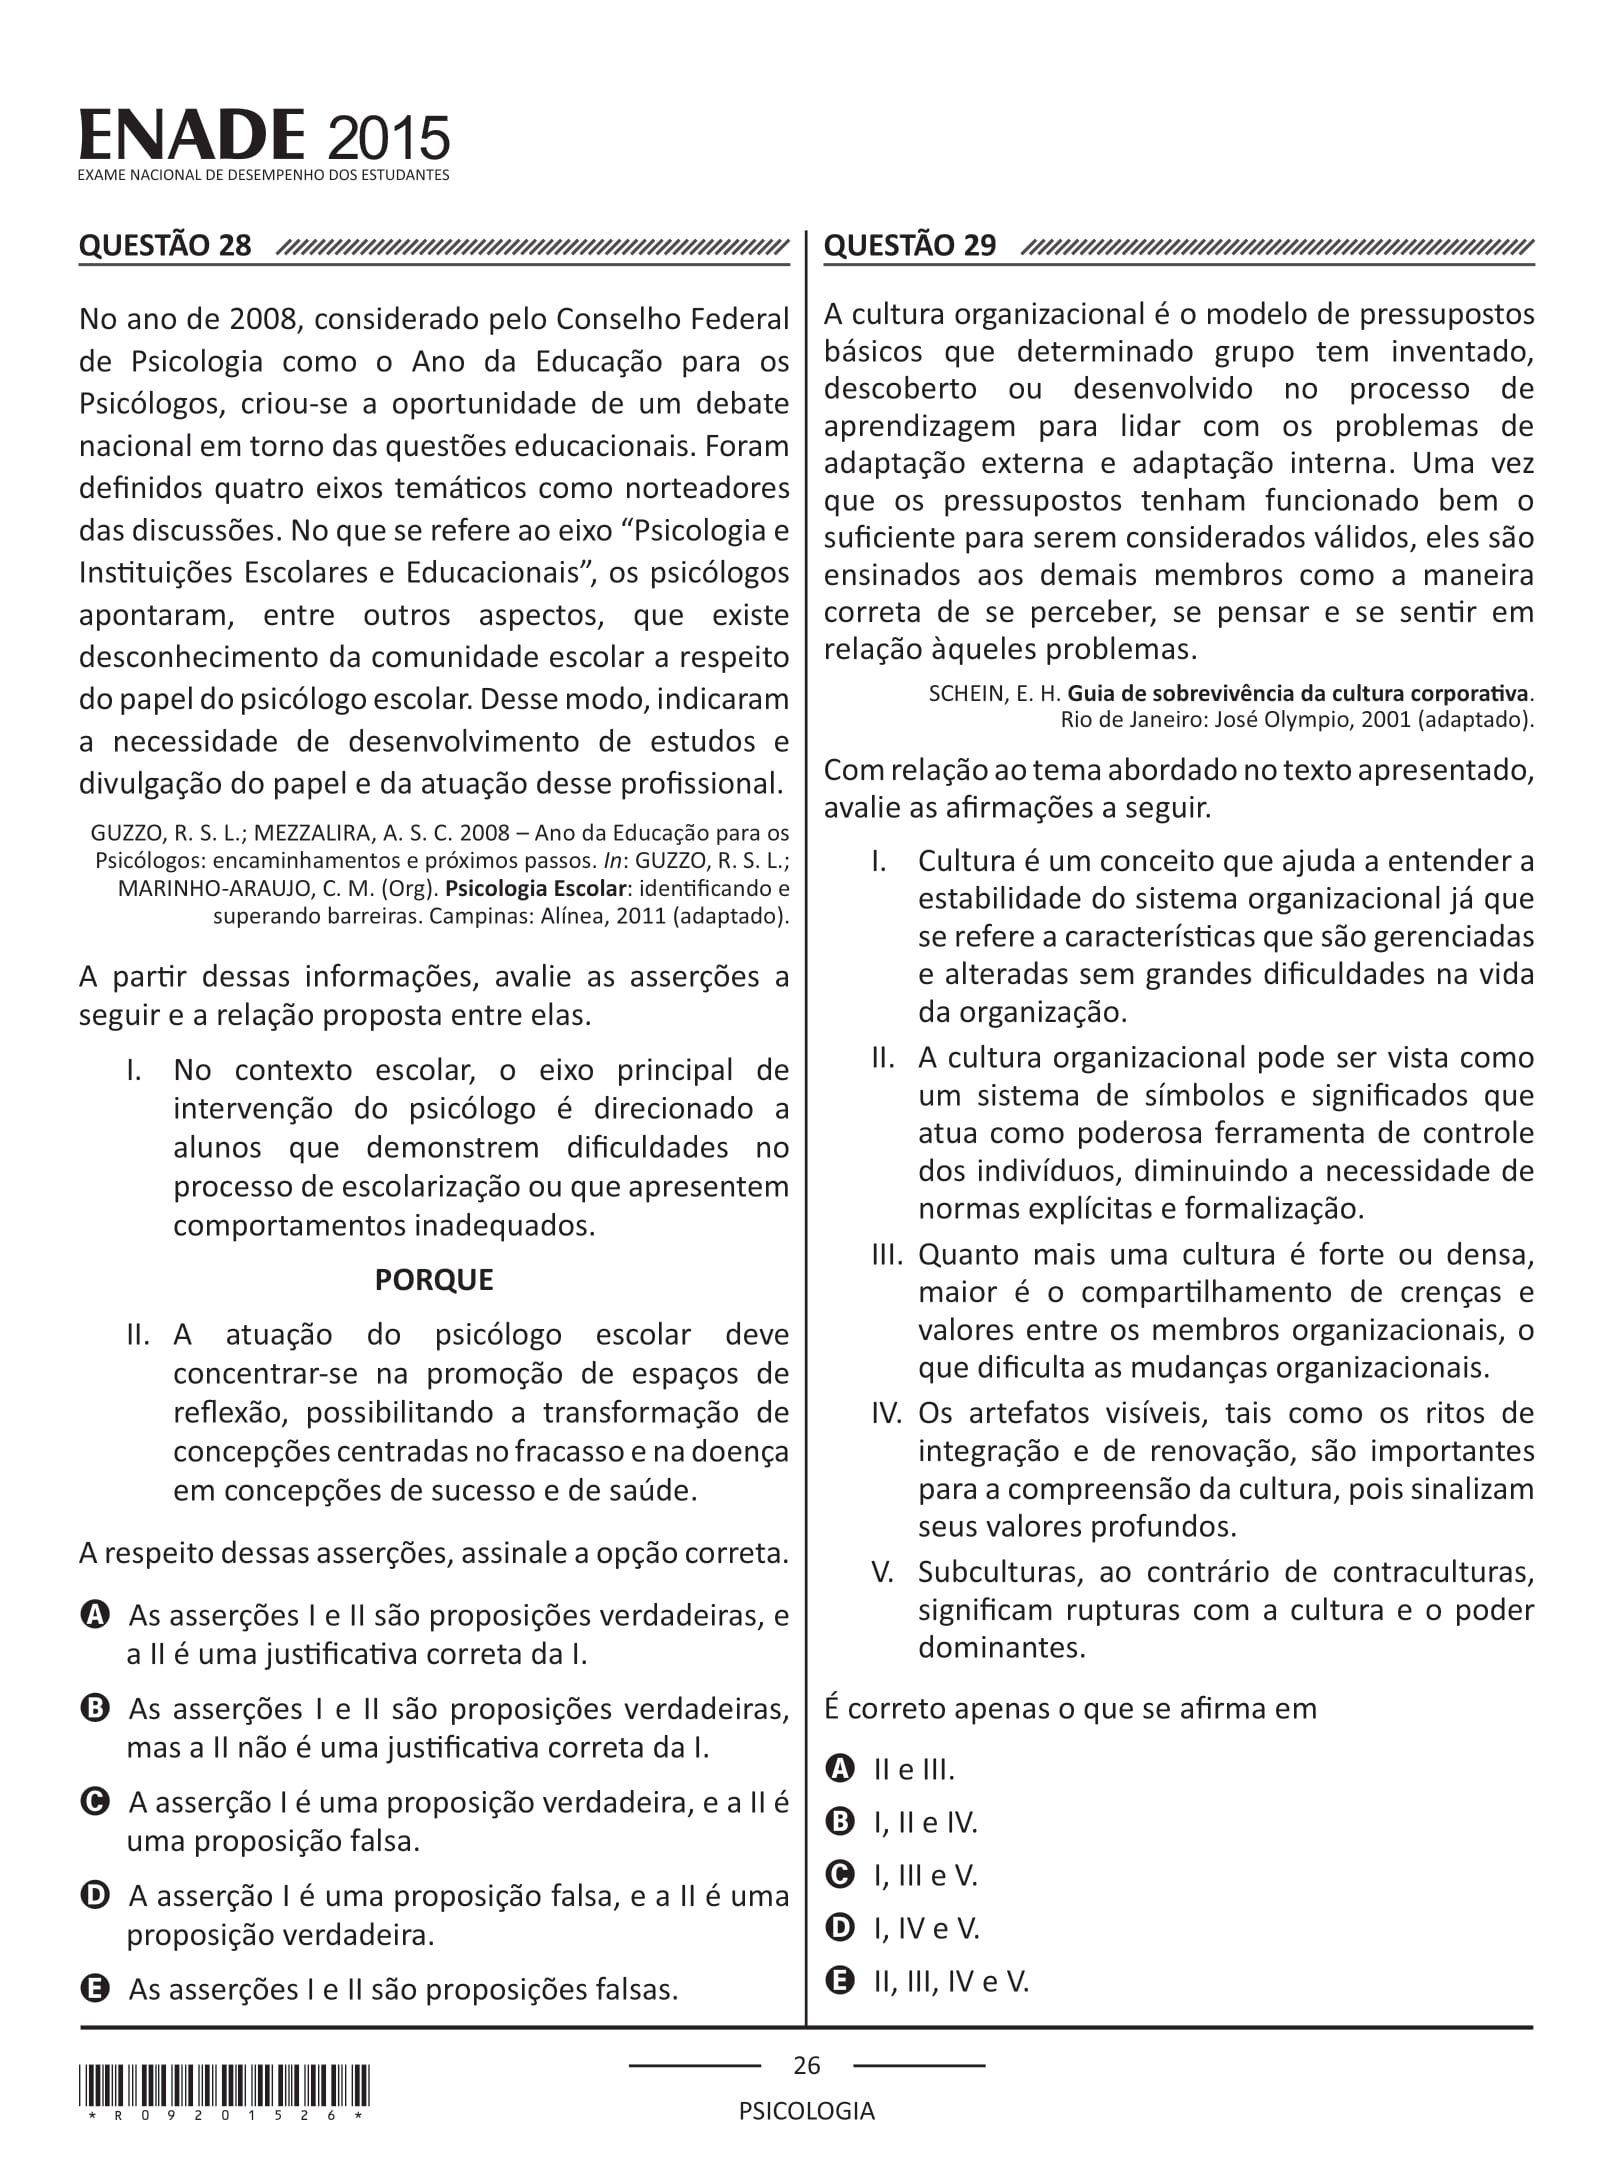 ENADE 2015
EXAME NACIONAL DE DESEMPENHO DOS ESTUDANTES
QUESTÃO 28
No ano de 2008, considerado pelo Conselho Federal
de Psicologia como o Ano da Educação para os
Psicólogos, criou-se a oportunidade de um debate
nacional em torno das questões educacionais. Foram
definidos quatro eixos temáticos como norteadores
das discussões. No que se refere ao eixo “Psicologia e
Instituições Escolares e Educacionais”, os psicólogos
apontaram, entre outros aspectos, que existe
desconhecimento da comunidade escolar a respeito
do papel do psicólogo escolar. Desse modo, indicaram
a necessidade de desenvolvimento de estudos e
divulgação do papel e da atuação desse profissional.
GUZZO, R. S. L.; MEZZALIRA, A. S. C. 2008 – Ano da Educação para os
Psicólogos: encaminhamentos e próximos passos. In: GUZZO, R. S. L.;
MARINHO-ARAUJO, C. M. (Org). Psicologia Escolar: identificando e
superando barreiras. Campinas: Alínea, 2011 (adaptado).
A partir dessas informações, avalie as asserções a
seguir e a relação proposta entre elas.
I. No contexto escolar, o eixo principal de
intervenção do psicólogo é direcionado a
alunos que demonstrem dificuldades no
processo de escolarização ou que apresentem
comportamentos inadequados.
PORQUE
II. A atuação do psicólogo escolar deve
concentrar-se na promoção de espaços de
reflexão, possibilitando a transformação de
concepções centradas no fracasso e na doença
em concepções de sucesso e de saúde.
A respeito dessas asserções, assinale a opção correta.
A As asserções I e II são proposições verdadeiras, e
a II é uma justificativa correta da I.
B As asserções I e II são proposições verdadeiras,
mas a II não é uma justificativa correta da I.
C A asserção I é uma proposição verdadeira, e a II é
uma proposição falsa.
D A asserção I é uma proposição falsa, e a II é uma
proposição verdadeira.
E As asserções I e II são proposições falsas.
QUESTÃO 29
A cultura organizacional é o modelo de pressupostos
básicos que determinado grupo tem inventado,
descoberto ou desenvolvido no processo de
aprendizagem para lidar com os problemas de
adaptação externa e adaptação interna. Uma vez
que os pressupostos tenham funcionado bem o
suficiente para serem considerados válidos, eles são
ensinados aos demais membros como a maneira
correta de se perceber, se pensar e se sentir em
relação àqueles problemas.
SCHEIN, E. H. Guia de sobrevivência da cultura corporativa.
Rio de Janeiro: José Olympio, 2001 (adaptado).
Com relação ao tema abordado no texto apresentado,
avalie as afirmações a seguir.
I. Cultura é um conceito que ajuda a entender a
estabilidade do sistema organizacional já que
se refere a características que são gerenciadas
e alteradas sem grandes dificuldades na vida
da organização.
II. A cultura organizacional pode ser vista como
um sistema de símbolos e significados que
atua como poderosa ferramenta de controle
dos indivíduos, diminuindo a necessidade de
normas explícitas e formalização.
III. Quanto mais uma cultura é forte ou densa,
maior é o compartilhamento de crenças e
valores entre os membros organizacionais, o
que dificulta as mudanças organizacionais.
IV. Os artefatos visíveis, tais como os ritos de
integração e de renovação, são importantes
para a compreensão da cultura, pois sinalizam
seus valores profundos.
V. Subculturas, ao contrário de contraculturas,
significam rupturas com a cultura e o poder
dominantes.
É correto apenas o que se afirma em
A II e III.
B I, II e IV.
C I, III e V.
D I, IV e V.
E II, III, IV e V.
*R09201526*
26
PSICOLOGIA